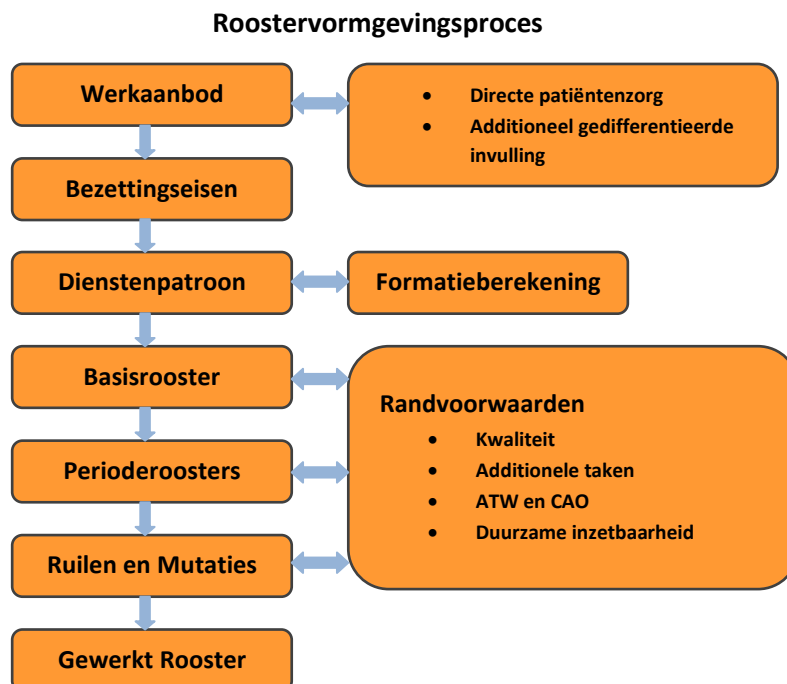 Roostervormgevingsproces
Werkaanbod
• Directe patiëntenzorg
• Additioneel gedifferentieerde
invulling
Bezettingseisen
Dienstenpatroon
Formatieberekening
Basisrooster
Randvoorwaarden
• Kwaliteit
• Additionele taken
• ATW en CAO
• Duurzame inzetbaarheid
Perioderoosters
Ruilen en Mutaties
Gewerkt Rooster